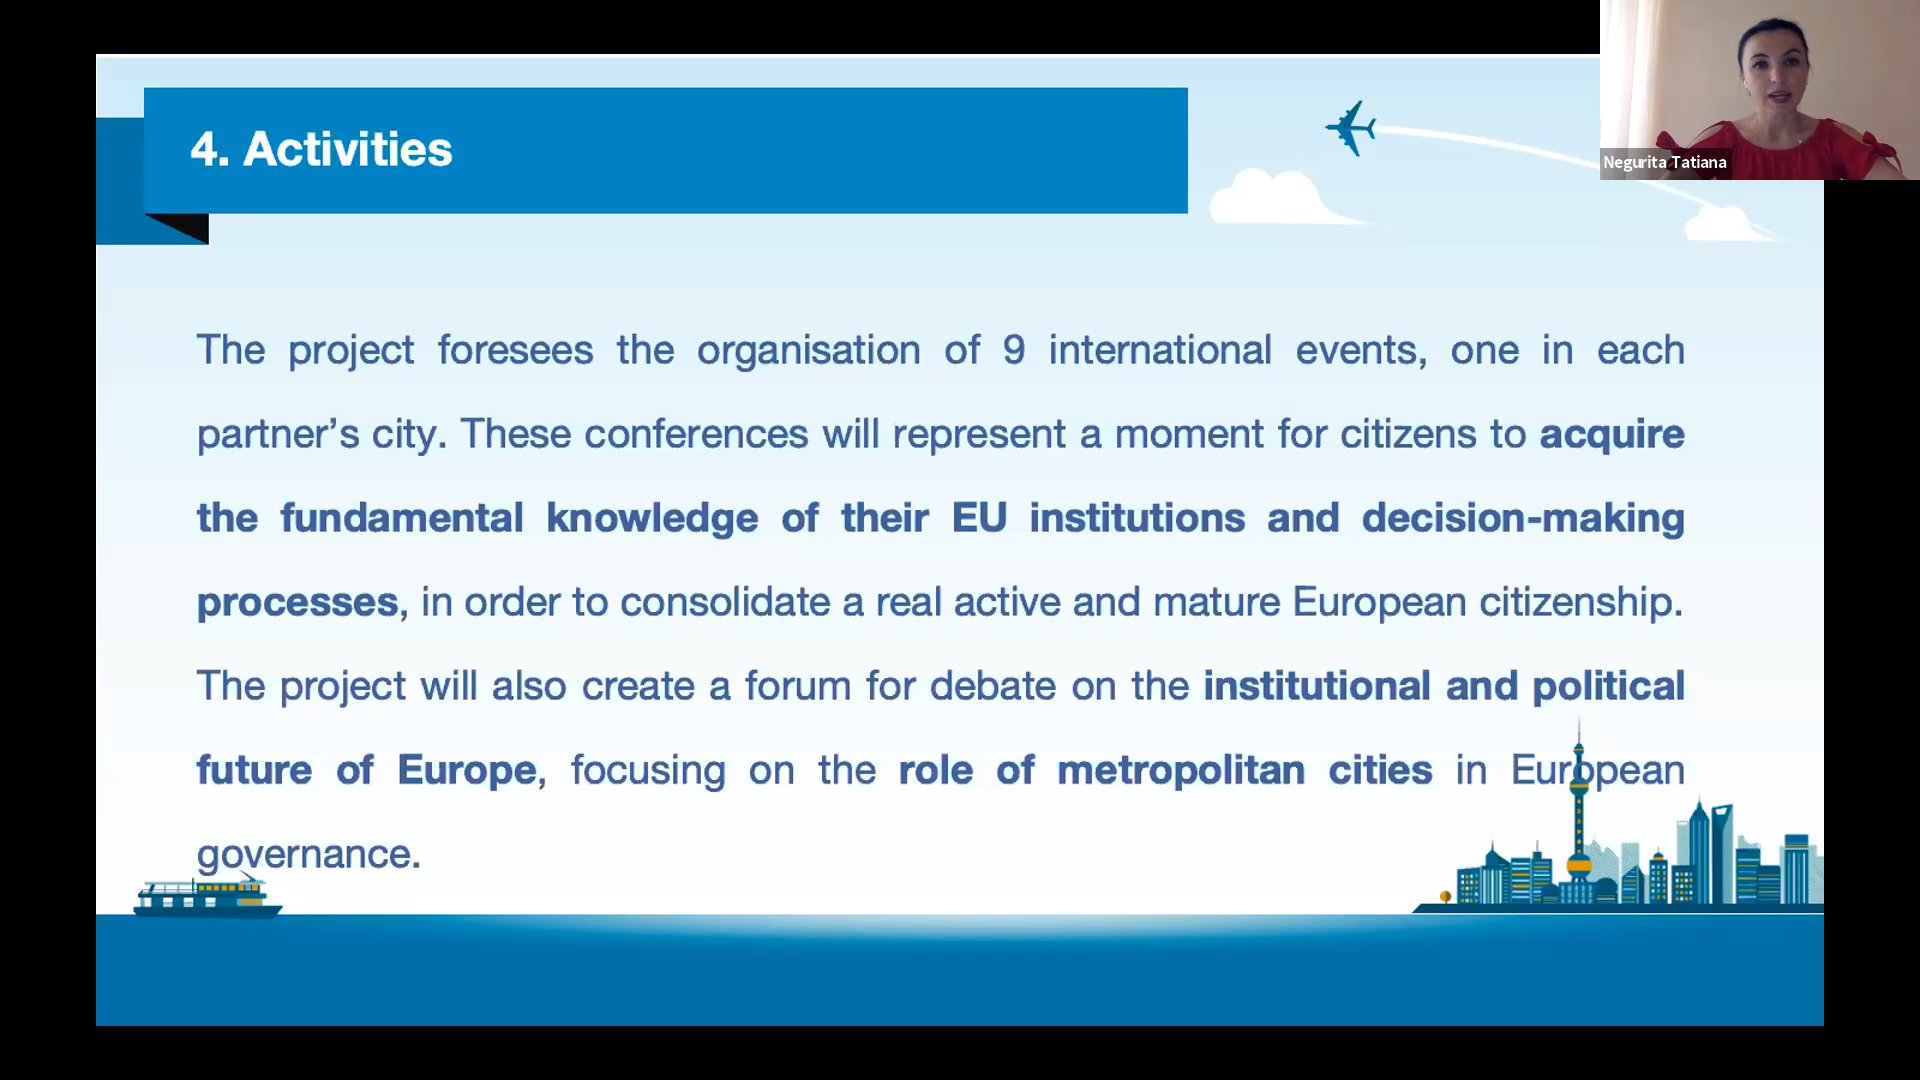 4. Activities
Negurita Tatiana
The project foresees the organisation of 9 international events, one in each
partner’s city. These conferences will represent a moment for citizens to acquire
the fundamental knowledge of their EU institutions and decision-making
processes, in order to consolidate a real active and mature European citizenship.
The project will also create a forum for debate on the institutional and political
future of Europe, focusing on the role of metropolitan cities in European
governance.